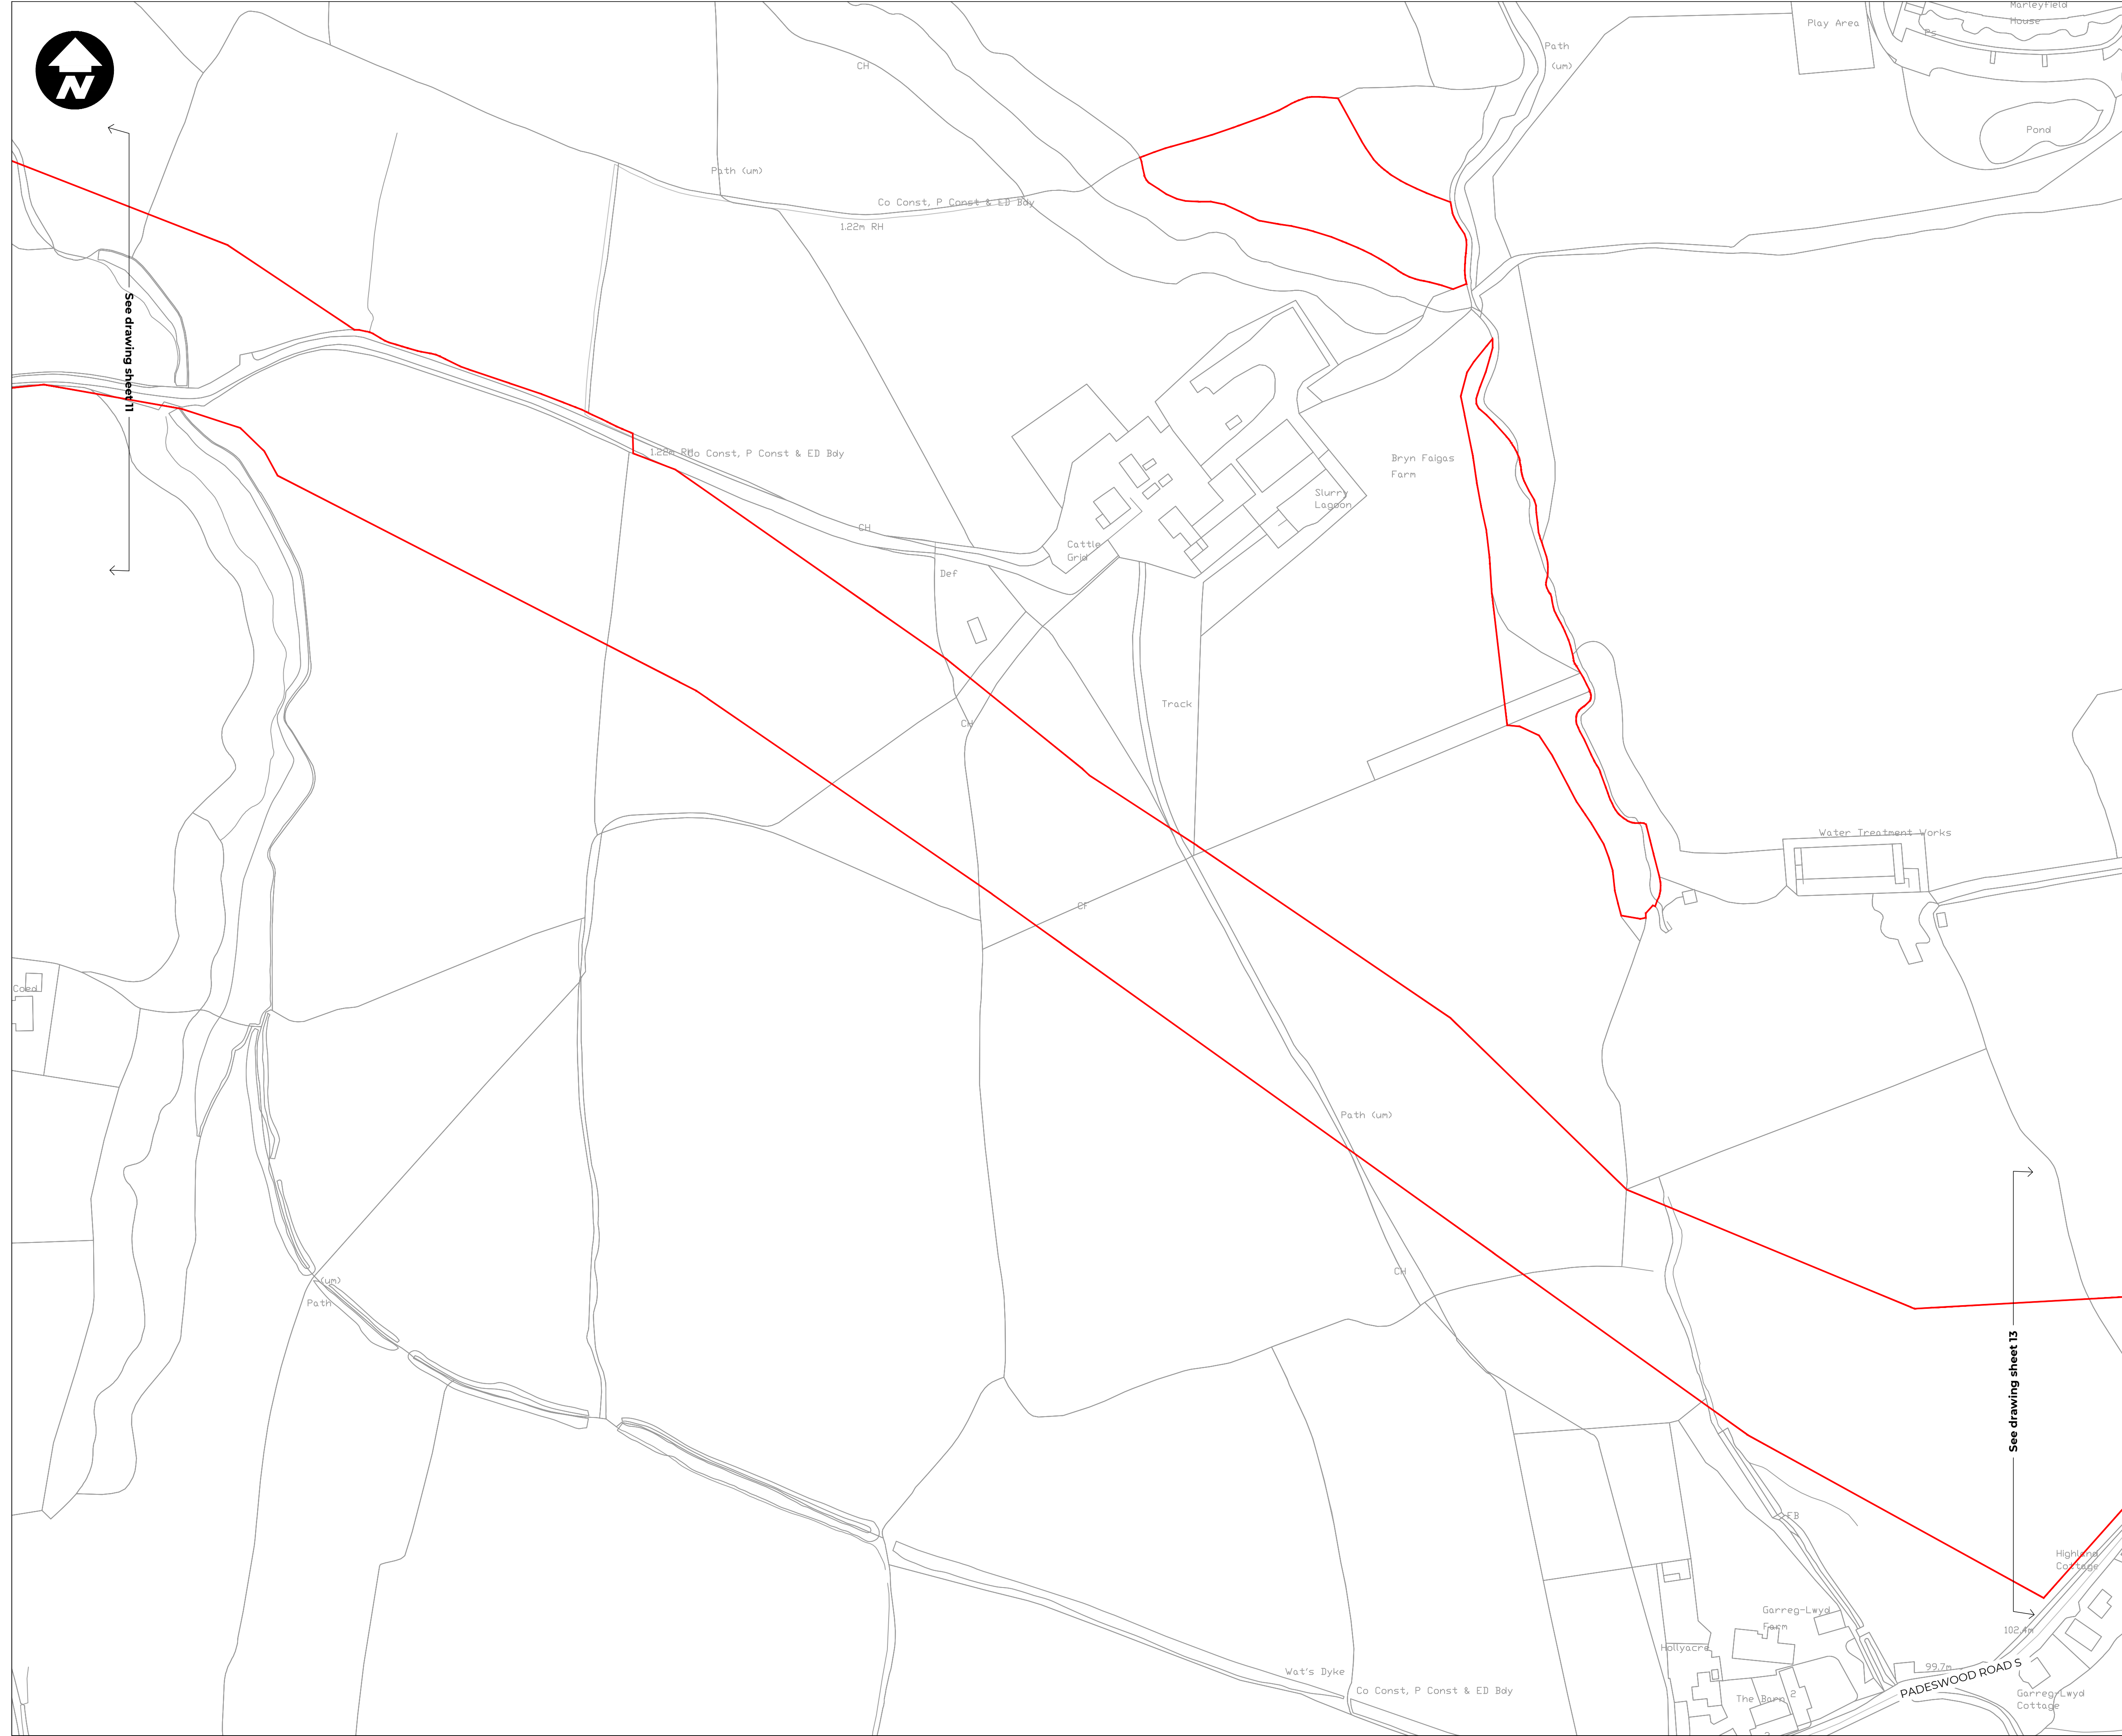 Marleyfield
House
Play Area
Ps
Path
(um)
CH
Pond
N
Path (um)
Co Const, P Const & ED Bdy
1.22m RH
See drawing sheet 11
Co Const, P Const & ED Bdy
Bryn Falgas
Farm
Slurry
Lagoon
CH
Cattle
Grid
Def
Track
CH
Water Treatment Works
Cf
Coed
Path (um)
CH
(um)
Path
See drawing sheet 13
FB
Highland
Cottage
Garreg-Lwyd
Farm
102.4m
Hollyacre
99.7m
Wat's Dyke
PADESWOOD ROAD S
Co Const, P Const & ED Bdy
The Barn
2
Garreg-Lwyd
Cottage